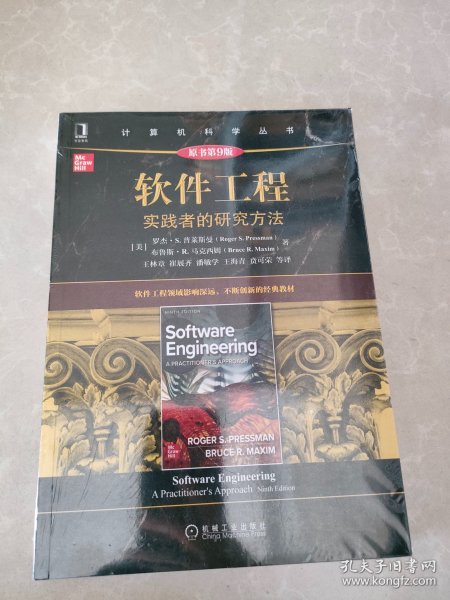 计算机科学丛书
Mc
Graw
Hill
原书第9版
软件工程
实践者的研究方法
[美] 罗杰·S. 普莱斯曼（Roger S. Pressman） 著
布鲁斯·R. 马克西姆（Bruce R. Maxim）
王林章 崔展齐 潘敏学 王海青 贲可荣 等译
软件工程领域影响深远、不断创新的经典教材
NINTH EDITION
Software
Engineering
A PRACTITIONER'S APPROACH
Mc
Graw
Hill
ROGER S. PRESSMAN
BRUCE R. MAXIM
Software Engineering
A Practitioner's Approach Ninth Edition
机械工业出版社
China Machine Press
孔夫子旧书网
www.kongfz.com